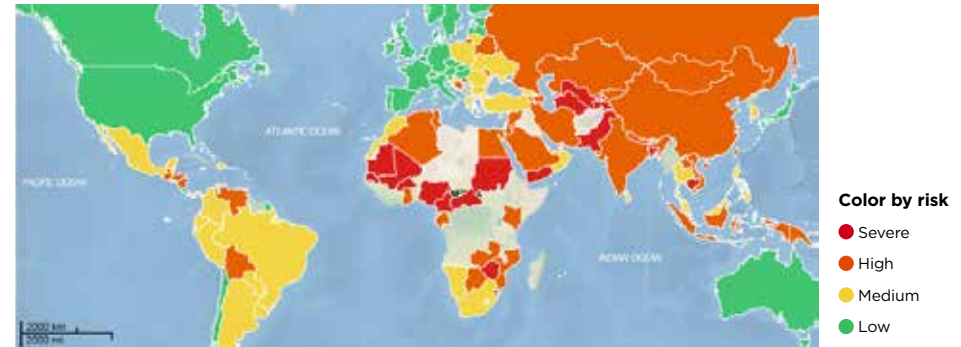 ATLANTIC OCEAN
PACIFIC OCEAN
INDIAN OCEAN
2000 km
2000 mi
Color by risk
Severe
High
Medium
Low